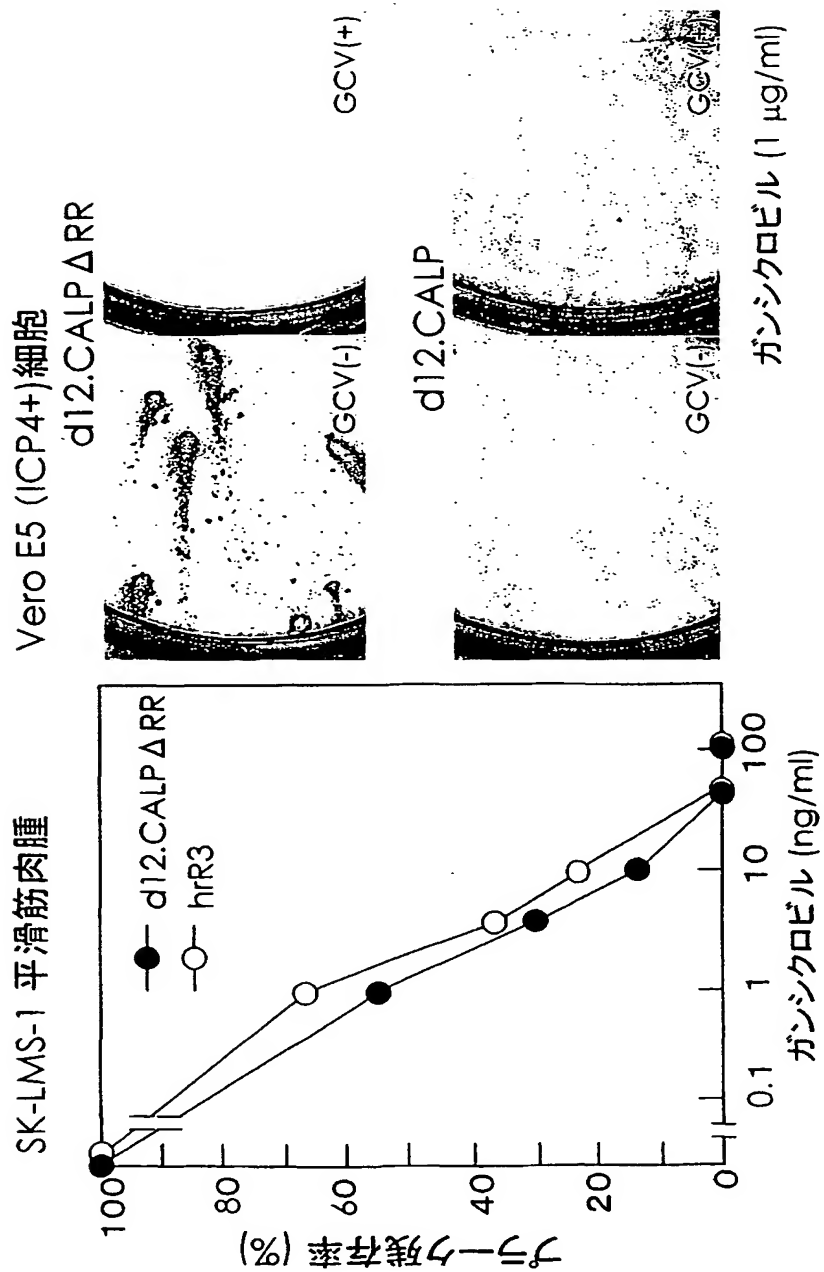 SK-LMS-1 平滑筋肉腫
d12.CALPΔRR
hrR3
プラーク残存率 (%)
100
80
60
40
20
0
0.1
1
10
100
ガンシクロビル (ng/ml)
Vero E5 (ICP4+)細胞
d12.CALPΔRR
GCV(-)
GCV(+)
d12.CALP
GCV(-)
GCV(+)
ガンシクロビル (1 μg/ml)